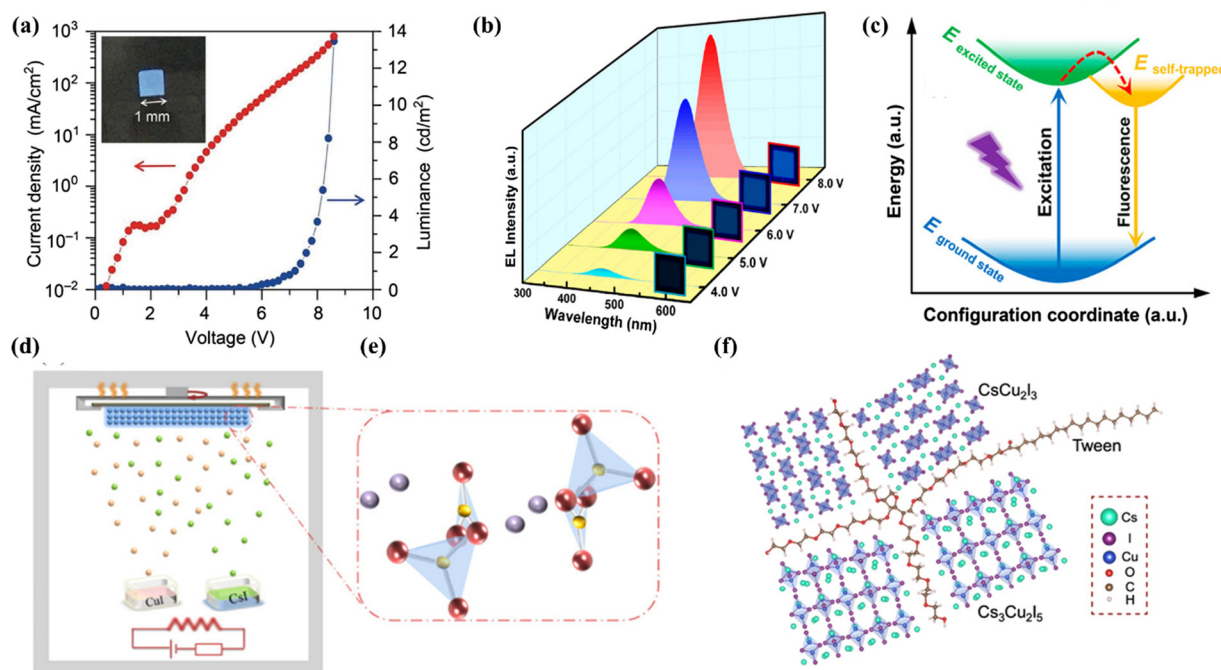 (a)
10³
10²
10¹
10⁰
10⁻¹
10⁻²
Current density (mA/cm²)
1 mm
14
12
10
8
6
4
2
0
Luminance (cd/m²)
0 2 4 6 8 10
Voltage (V)
(b)
EL Intensity (a.u.)
300 400 500 600
Wavelength (nm)
4.0 V
5.0 V
6.0 V
7.0 V
8.0 V
(c)
Energy (a.u.)
E excited state
E self-trapped
Excitation
Fluorescence
E ground state
Configuration coordinate (a.u.)
(d)
CuI
CsI
(e)
(f)
CsCu₂I₃
Tween
Cs₃Cu₂I₅
Cs
I
Cu
O
C
H